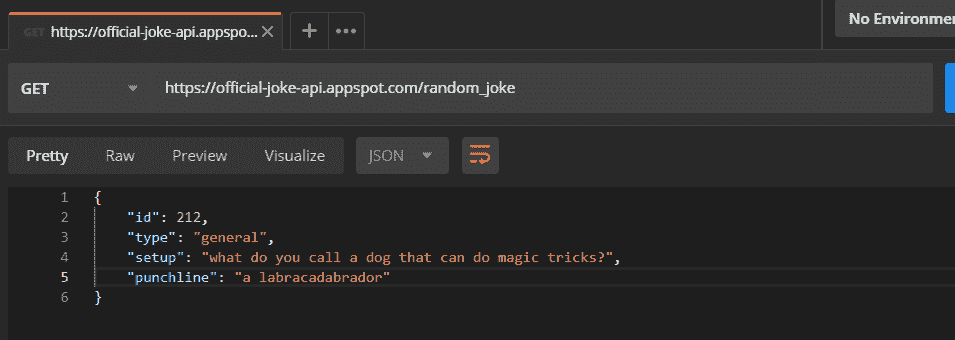 GET https://official-joke-api.appspo... No Environmen
GET https://official-joke-api.appspot.com/random_joke
Pretty Raw Preview Visualize JSON
1 {
2 "id": 212,
3 "type": "general",
4 "setup": "what do you call a dog that can do magic tricks?",
5 "punchline": "a labracadabrador"
6 }